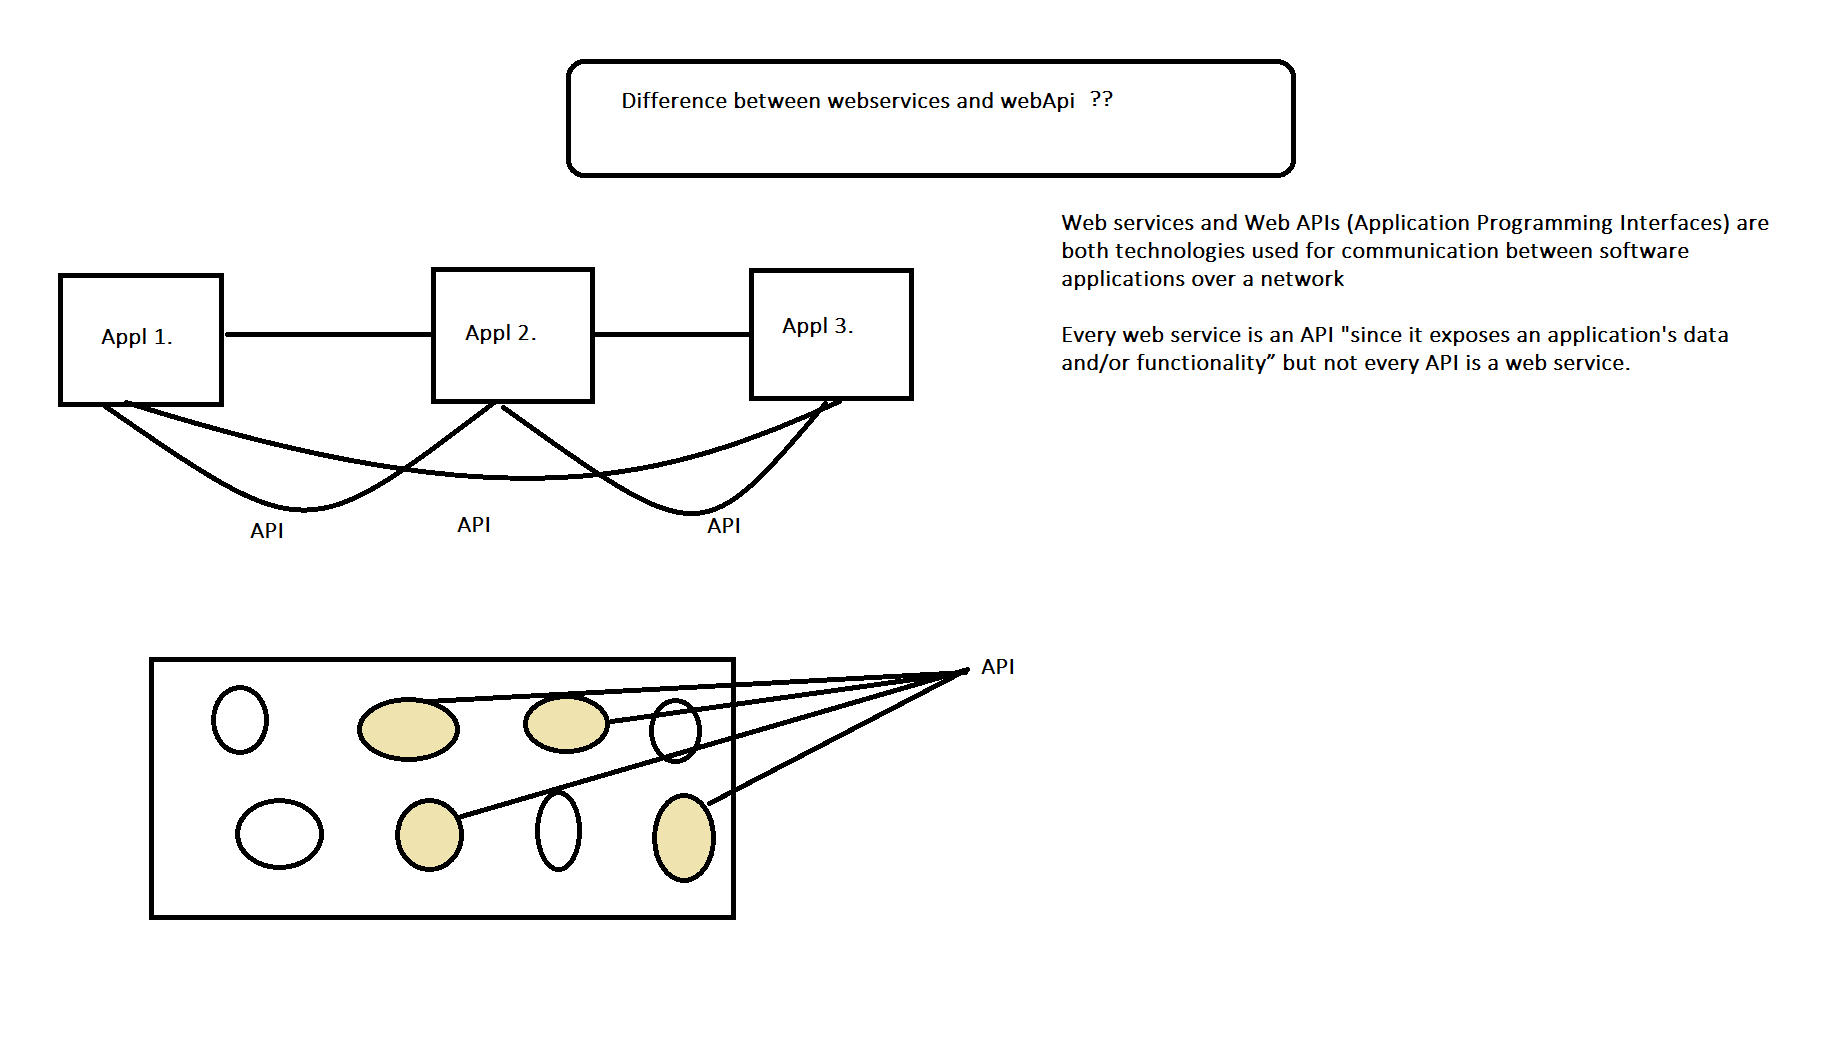 Difference between webservices and webApi ??
Web services and Web APIs (Application Programming Interfaces) are
both technologies used for communication between software
applications over a network
Every web service is an API "since it exposes an application's data
and/or functionality” but not every API is a web service.
Appl 1.
Appl 2.
Appl 3.
API
API
API
API